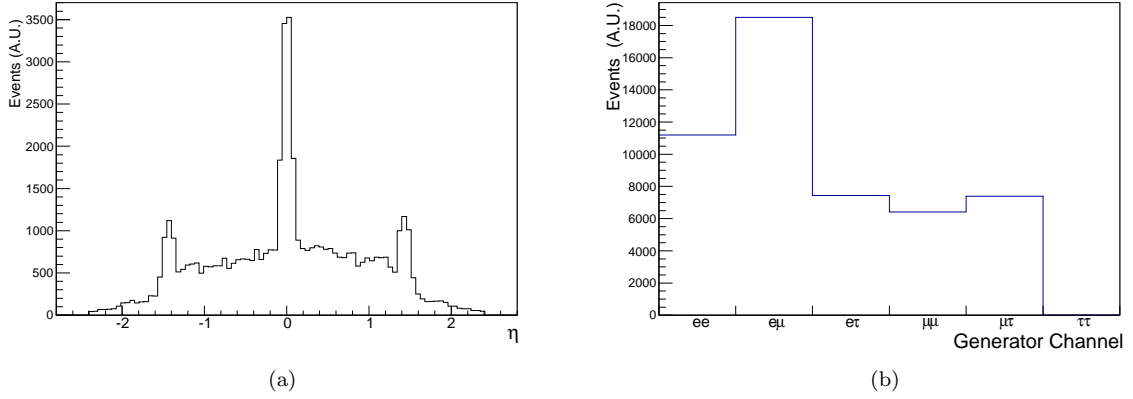 Events (A.U.)
3500
3000
2500
2000
1500
1000
500
0
-2 -1 0 1 2
η
(a)
Events (A.U.)
18000
16000
14000
12000
10000
8000
6000
4000
2000
0
ee eμ eτ μμ μτ ττ
Generator Channel
(b)